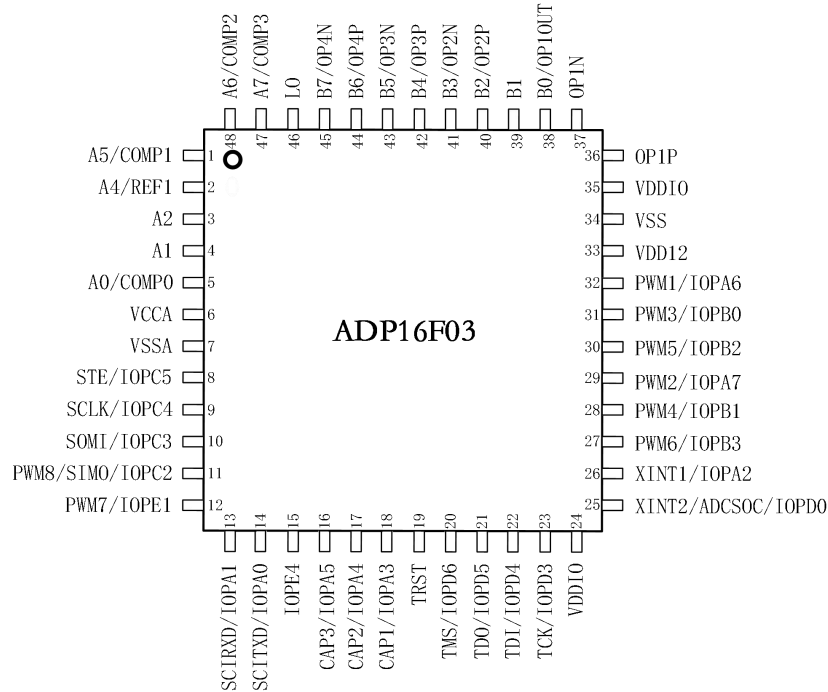 A6/COMP2
A7/COMP3
LO
B7/OP4N
B6/OP4P
B5/OP3N
B4/OP3P
B3/OP2N
B2/OP2P
B1
B0/OP1OUT
OP1N
48
47
46
45
44
43
42
41
40
39
38
37
A5/COMP1 1
A4/REF1 2
A2 3
A1 4
A0/COMP0 5
VCCA 6
VSSA 7
STE/IOPC5 8
SCLK/IOPC4 9
SOMI/IOPC3 10
PWM8/SIMO/IOPC2 11
PWM7/IOPE1 12
ADP16F03
36 OP1P
35 VDDIO
34 VSS
33 VDD12
32 PWM1/IOPA6
31 PWM3/IOPB0
30 PWM5/IOPB2
29 PWM2/IOPA7
28 PWM4/IOPB1
27 PWM6/IOPB3
26 XINT1/IOPA2
25 XINT2/ADCSOC/IOPD0
13
14
15
16
17
18
19
20
21
22
23
24
SCIRXD/IOPA1
SCITXD/IOPA0
IOPE4
CAP3/IOPA5
CAP2/IOPA4
CAP1/IOPA3
TRST
TMS/IOPD6
TDO/IOPD5
TDI/IOPD4
TCK/IOPD3
VDDIO